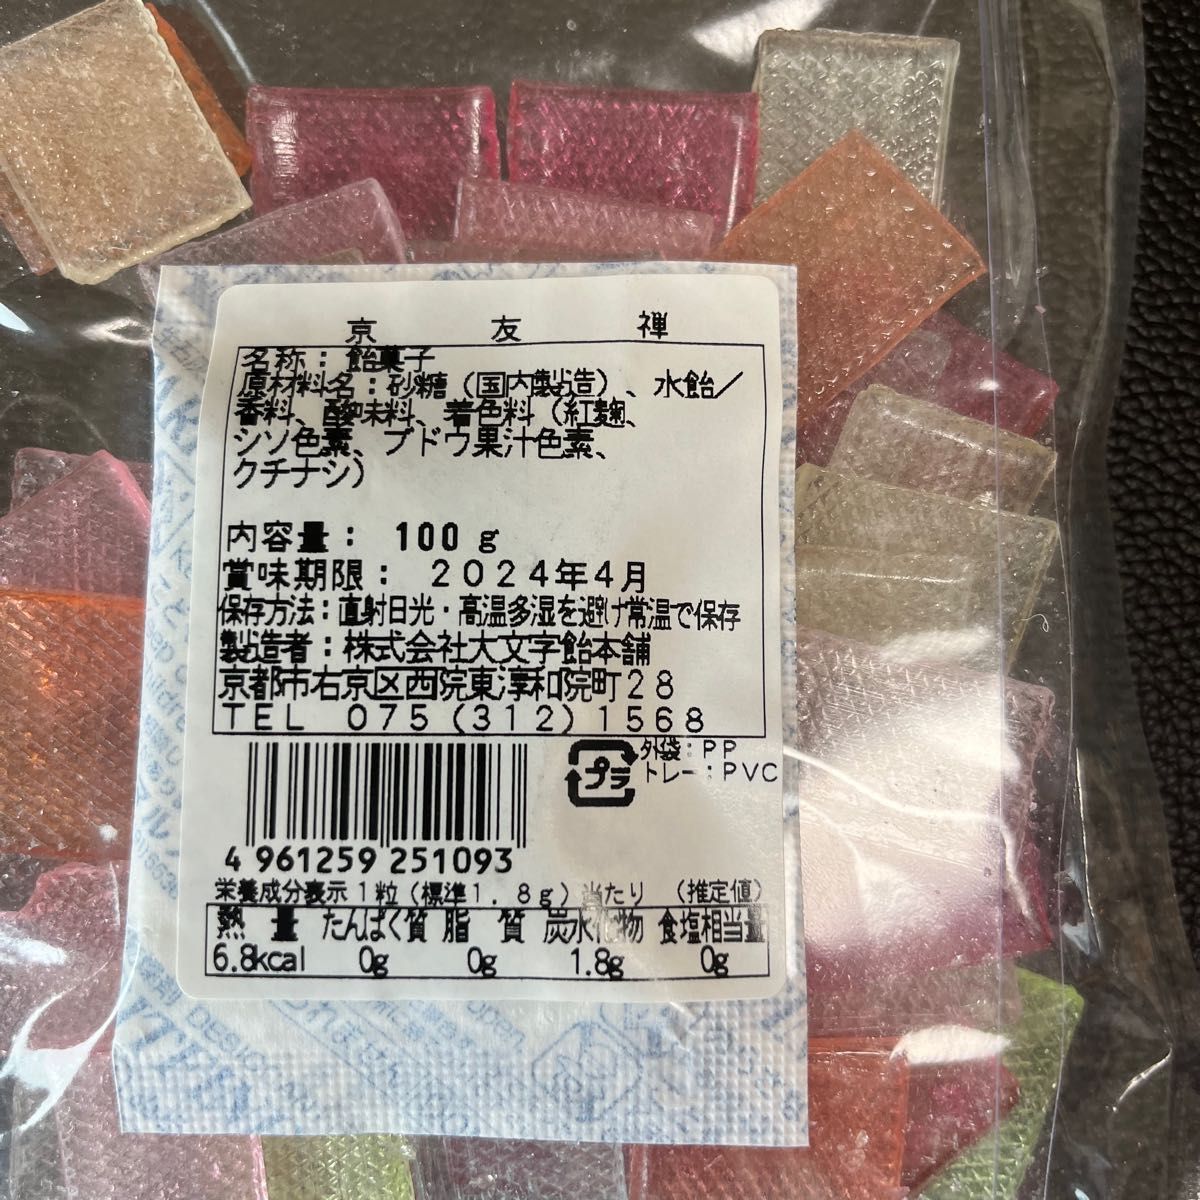 京 友 禅
名称：飴菓子
原材料名：砂糖（国内製造）、水飴／
香料、酸味料、着色料（紅麹、
シソ色素、ブドウ果汁色素、
クチナシ）
内容量：100ｇ
賞味期限：２０２４年４月
保存方法：直射日光・高温多湿を避け常温で保存
製造者：株式会社大文字飴本舗
京都市右京区西院東淳和院町２８
ＴＥＬ ０７５（３１２）１５６８
プラ
外袋：ＰＰ
トレー：ＰＶＣ
4 961259 251093
栄養成分表示１粒（標準１．８ｇ）当たり （推定値）
熱 量 たんぱく質 脂 質 炭水化物 食塩相当量
6.8kcal 0g 0g 1.8g 0g